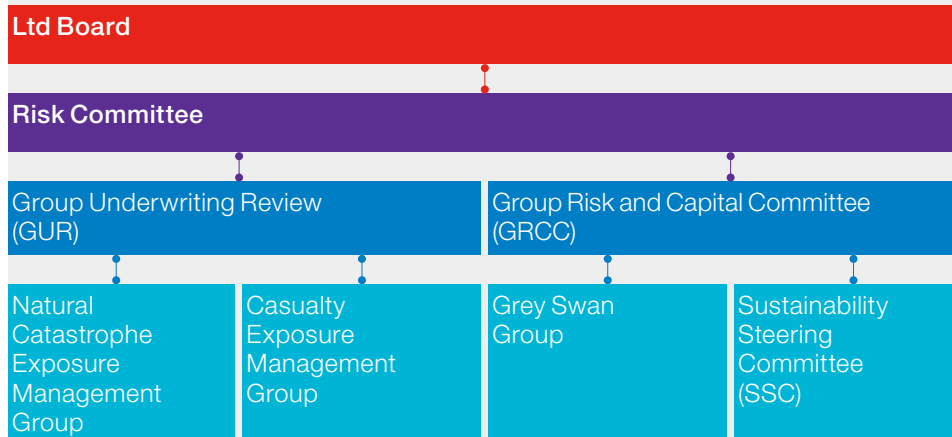 Ltd Board
Risk Committee
Group Underwriting Review
(GUR)
Group Risk and Capital Committee
(GRCC)
Natural
Catastrophe
Exposure
Management
Group
Casualty
Exposure
Management
Group
Grey Swan
Group
Sustainability
Steering
Committee
(SSC)